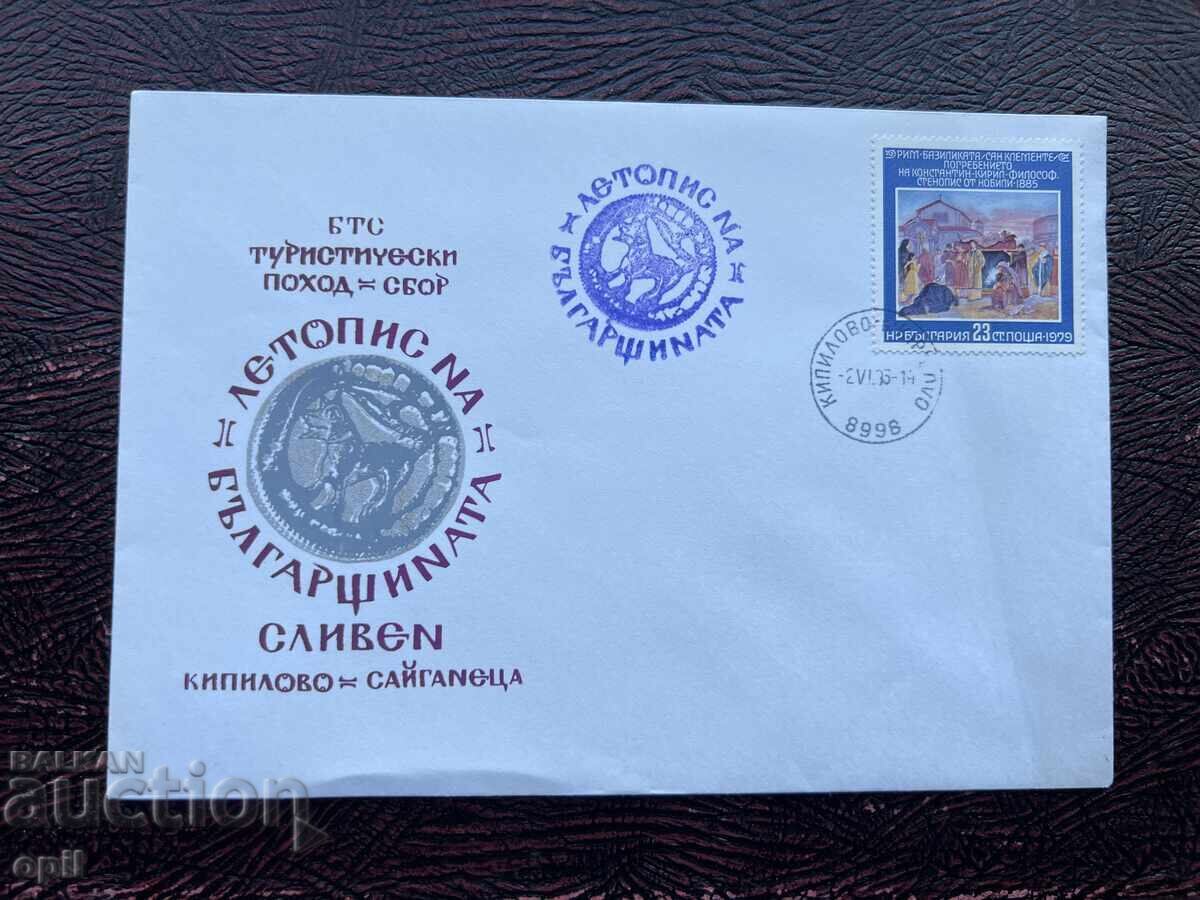 БТС
ТУРИСТИЧЕСКИ
ПОХОД = СБОР
ЛЕТОПИС НА
БЪЛГАРЩИНАТА
СЛИВЕН
КИПИЛОВО = САЙГАНЕЦА
ЛЕТОПИС НА
БЪЛГАРЩИНАТА
РИМ·БАЗИЛИКАТА/САН КЛЕМЕНТЕ/
ПОГРЕБЕНИЕТО
НА КОНСТАНТИН-КИРИЛ-ФИЛОСОФ·
СТЕНОПИС ОТ НОБИЛИ·1885
НР БЪЛГАРИЯ 23 СТ. ПОЩА·1979
КИПИЛОВО
8998
BALKAN
auction
opil